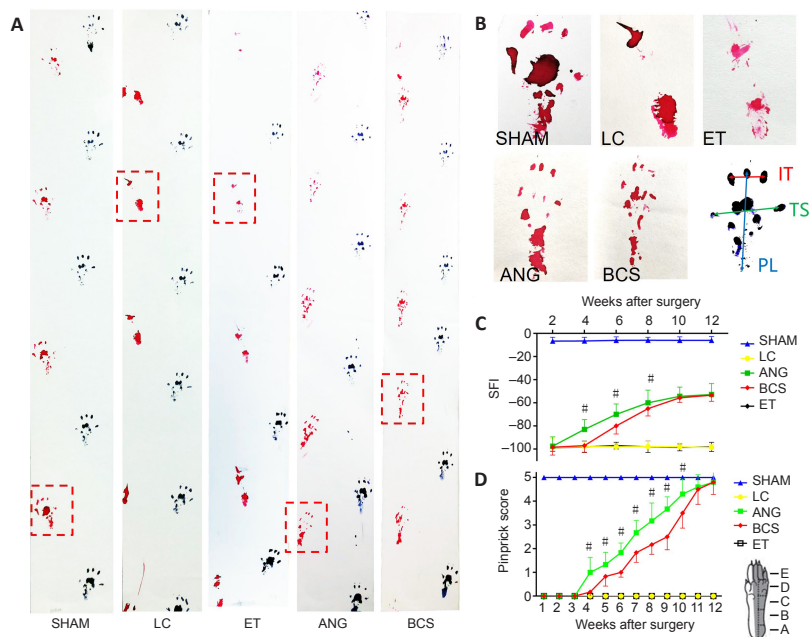 A
SHAM
LC
ET
ANG
BCS
B
SHAM
LC
ET
ANG
BCS
IT
TS
PL
Weeks after surgery
C
2 4 6 8 10 12
0
−20
−40
−60
−80
−100
SFI
# # #
SHAM
LC
ANG
BCS
ET
D
5
4
3
2
1
0
Pinprick score
# # # # # # #
1 2 3 4 5 6 7 8 9 10 11 12
Weeks after surgery
SHAM
LC
ANG
BCS
ET
E
D
C
B
A